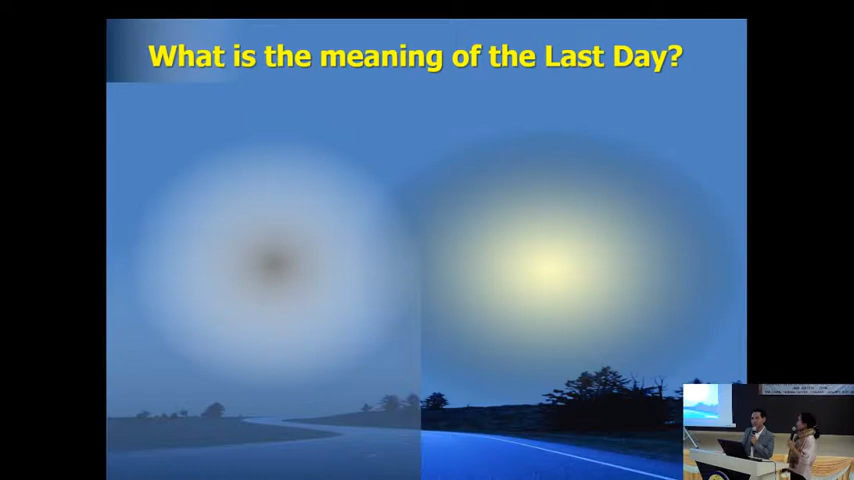 What is the meaning of the Last Day?